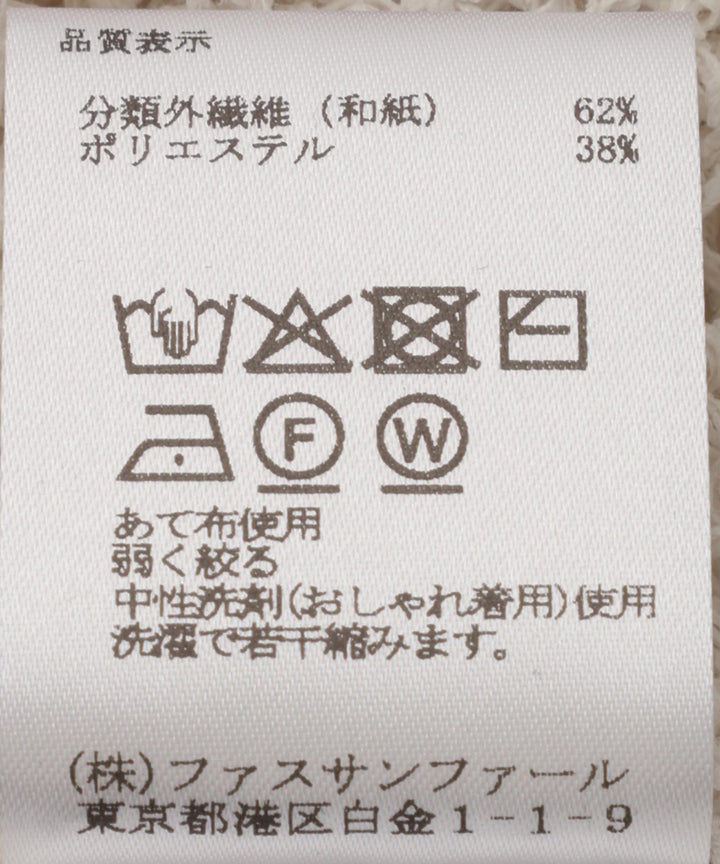 品質表示
分類外繊維（和紙） 62%
ポリエステル 38%
F W
あて布使用
弱く絞る
中性洗剤(おしゃれ着用)使用
洗濯で若干縮みます。
(株)ファスサンファール
東京都港区白金1-1-9